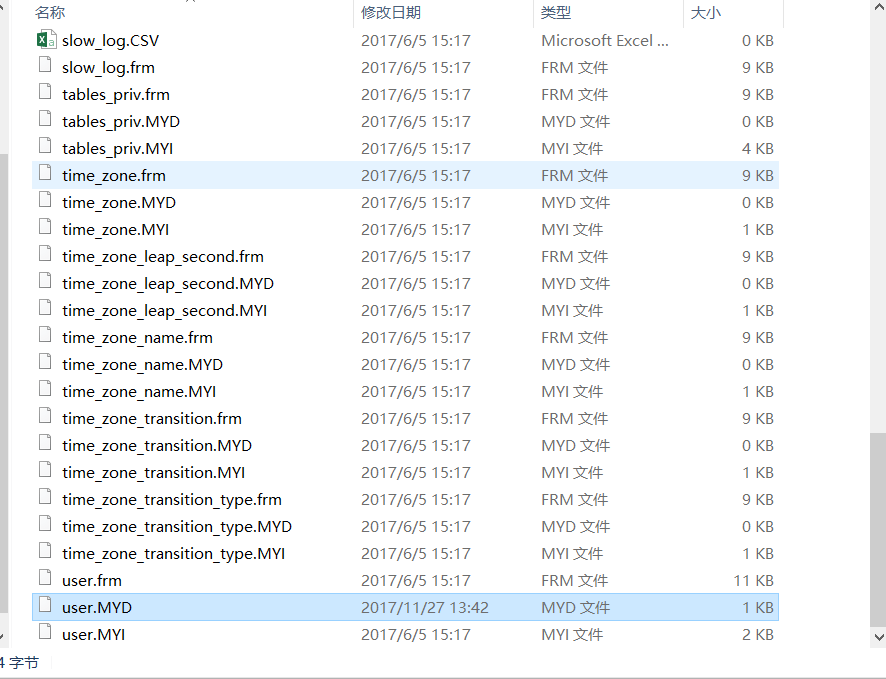 名称 修改日期 类型 大小
slow_log.CSV 2017/6/5 15:17 Microsoft Excel ... 0 KB
slow_log.frm 2017/6/5 15:17 FRM 文件 9 KB
tables_priv.frm 2017/6/5 15:17 FRM 文件 9 KB
tables_priv.MYD 2017/6/5 15:17 MYD 文件 0 KB
tables_priv.MYI 2017/6/5 15:17 MYI 文件 4 KB
time_zone.frm 2017/6/5 15:17 FRM 文件 9 KB
time_zone.MYD 2017/6/5 15:17 MYD 文件 0 KB
time_zone.MYI 2017/6/5 15:17 MYI 文件 1 KB
time_zone_leap_second.frm 2017/6/5 15:17 FRM 文件 9 KB
time_zone_leap_second.MYD 2017/6/5 15:17 MYD 文件 0 KB
time_zone_leap_second.MYI 2017/6/5 15:17 MYI 文件 1 KB
time_zone_name.frm 2017/6/5 15:17 FRM 文件 9 KB
time_zone_name.MYD 2017/6/5 15:17 MYD 文件 0 KB
time_zone_name.MYI 2017/6/5 15:17 MYI 文件 1 KB
time_zone_transition.frm 2017/6/5 15:17 FRM 文件 9 KB
time_zone_transition.MYD 2017/6/5 15:17 MYD 文件 0 KB
time_zone_transition.MYI 2017/6/5 15:17 MYI 文件 1 KB
time_zone_transition_type.frm 2017/6/5 15:17 FRM 文件 9 KB
time_zone_transition_type.MYD 2017/6/5 15:17 MYD 文件 0 KB
time_zone_transition_type.MYI 2017/6/5 15:17 MYI 文件 1 KB
user.frm 2017/6/5 15:17 FRM 文件 11 KB
user.MYD 2017/11/27 13:42 MYD 文件 1 KB
user.MYI 2017/6/5 15:17 MYI 文件 2 KB
4 字节